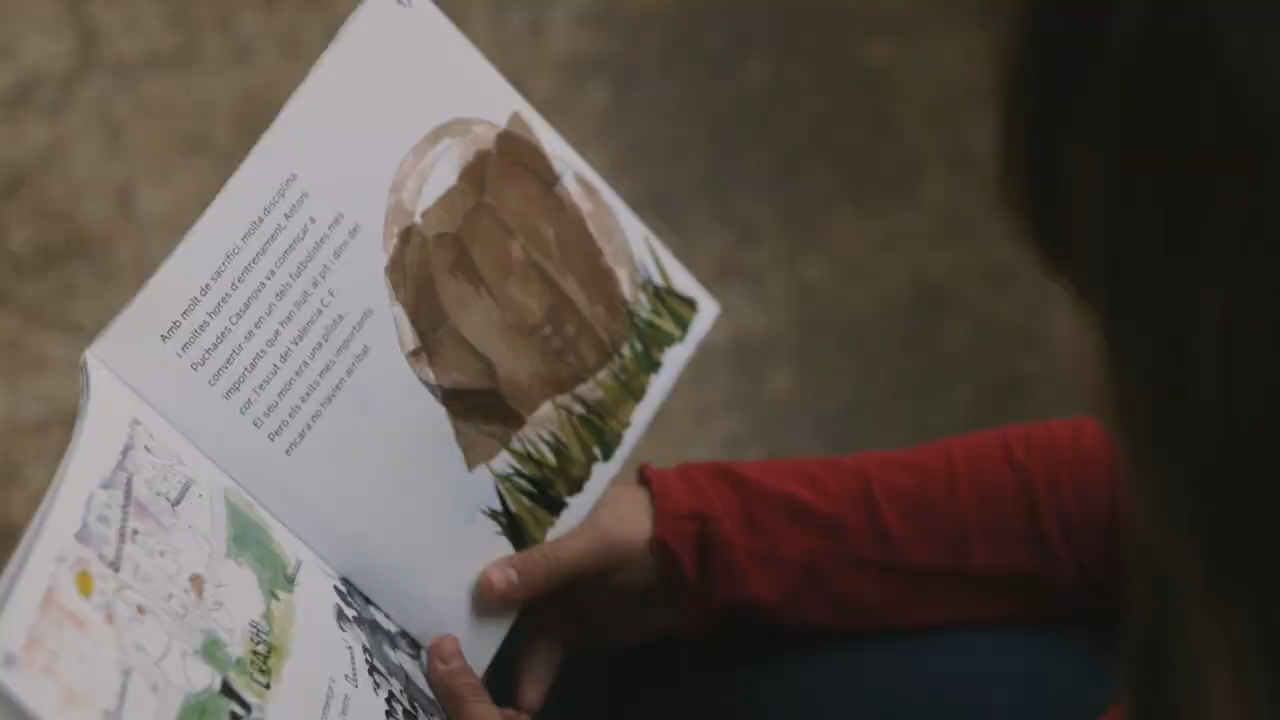 Amb molt de sacrifici, molta disciplina
i moltes hores d'entrenament, Antoni
Puchades Casanova va començar a
convertir-se en un dels futbolistes més
importants que han lluït, al pit i dins del
cor, l'escut del València C. F.
El seu món era una pilota.
Però els èxits més importants
encara no havien arribat.